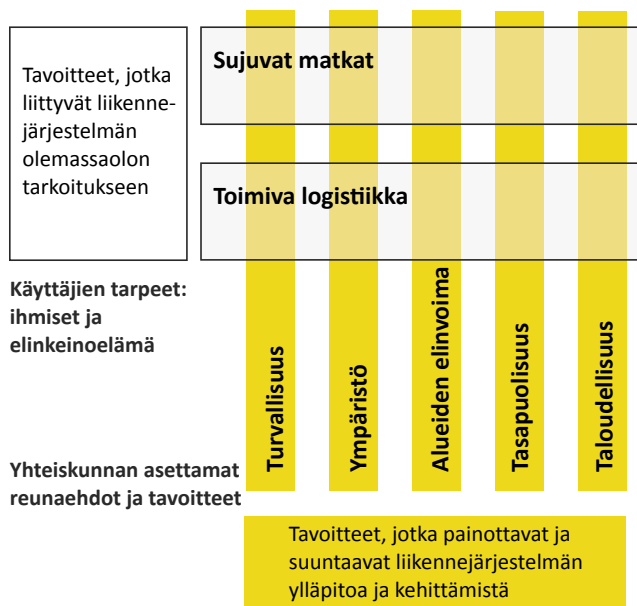 Tavoitteet, jotka
liittyvät liikenne-
järjestelmän
olemassaolon
tarkoitukseen
Sujuvat matkat
Toimiva logistiikka
Käyttäjien tarpeet:
ihmiset ja
elinkeinoelämä
Turvallisuus
Ympäristö
Alueiden elinvoima
Tasapuolisuus
Taloudellisuus
Yhteiskunnan asettamat
reunaehdot ja tavoitteet
Tavoitteet, jotka painottavat ja
suuntaavat liikennejärjestelmän
ylläpitoa ja kehittämistä